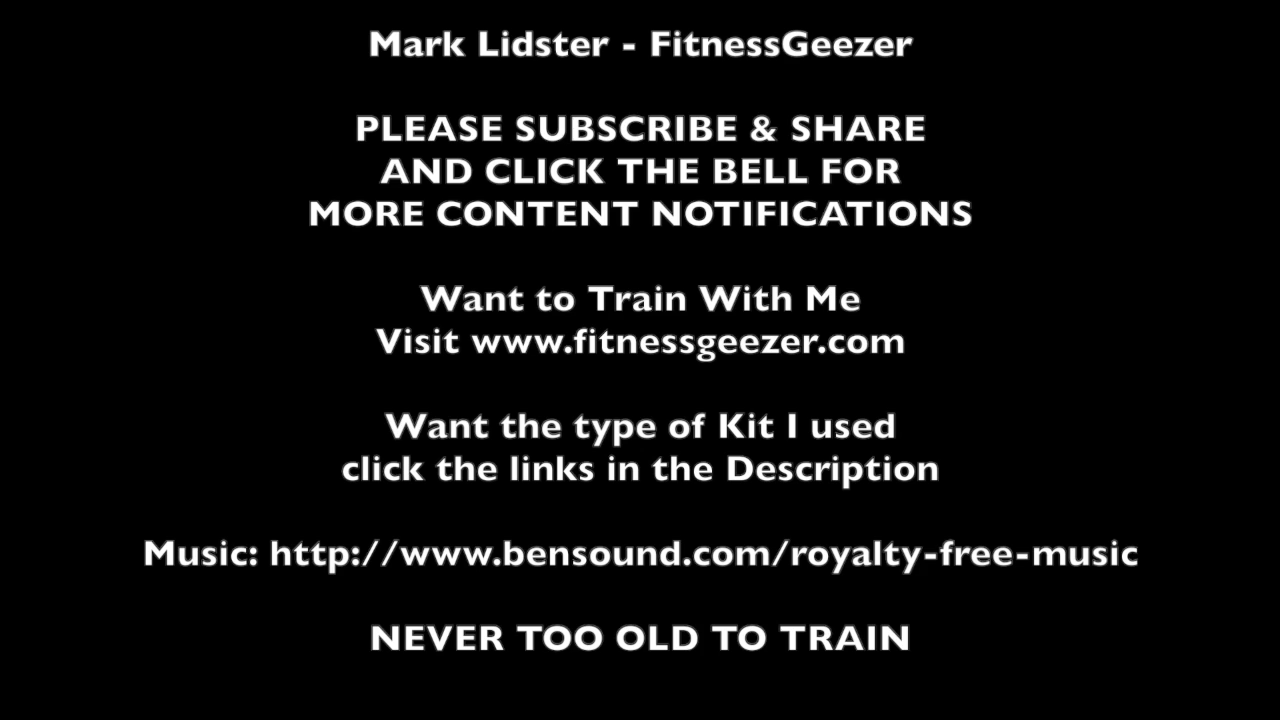 Mark Lidster - FitnessGeezer
PLEASE SUBSCRIBE & SHARE
AND CLICK THE BELL FOR
MORE CONTENT NOTIFICATIONS
Want to Train With Me
Visit www.fitnessgeezer.com
Want the type of Kit I used
click the links in the Description
Music: http://www.bensound.com/royalty-free-music
NEVER TOO OLD TO TRAIN